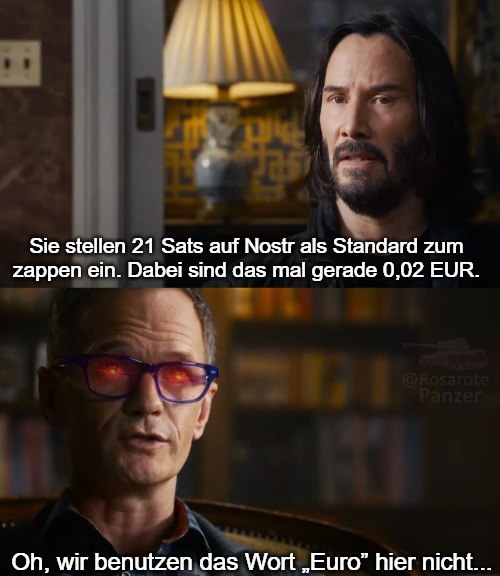 Sie stellen 21 Sats auf Nostr als Standard zum
zappen ein. Dabei sind das mal gerade 0,02 EUR.
@Rosarote
Panzer
Oh, wir benutzen das Wort „Euro” hier nicht...